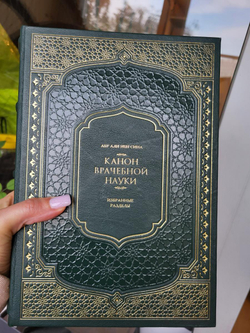 АБУ АЛИ ИБН СИНА
КАНОН
ВРАЧЕБНОЙ
НАУКИ
ИЗБРАННЫЕ
РАЗДЕЛЫ